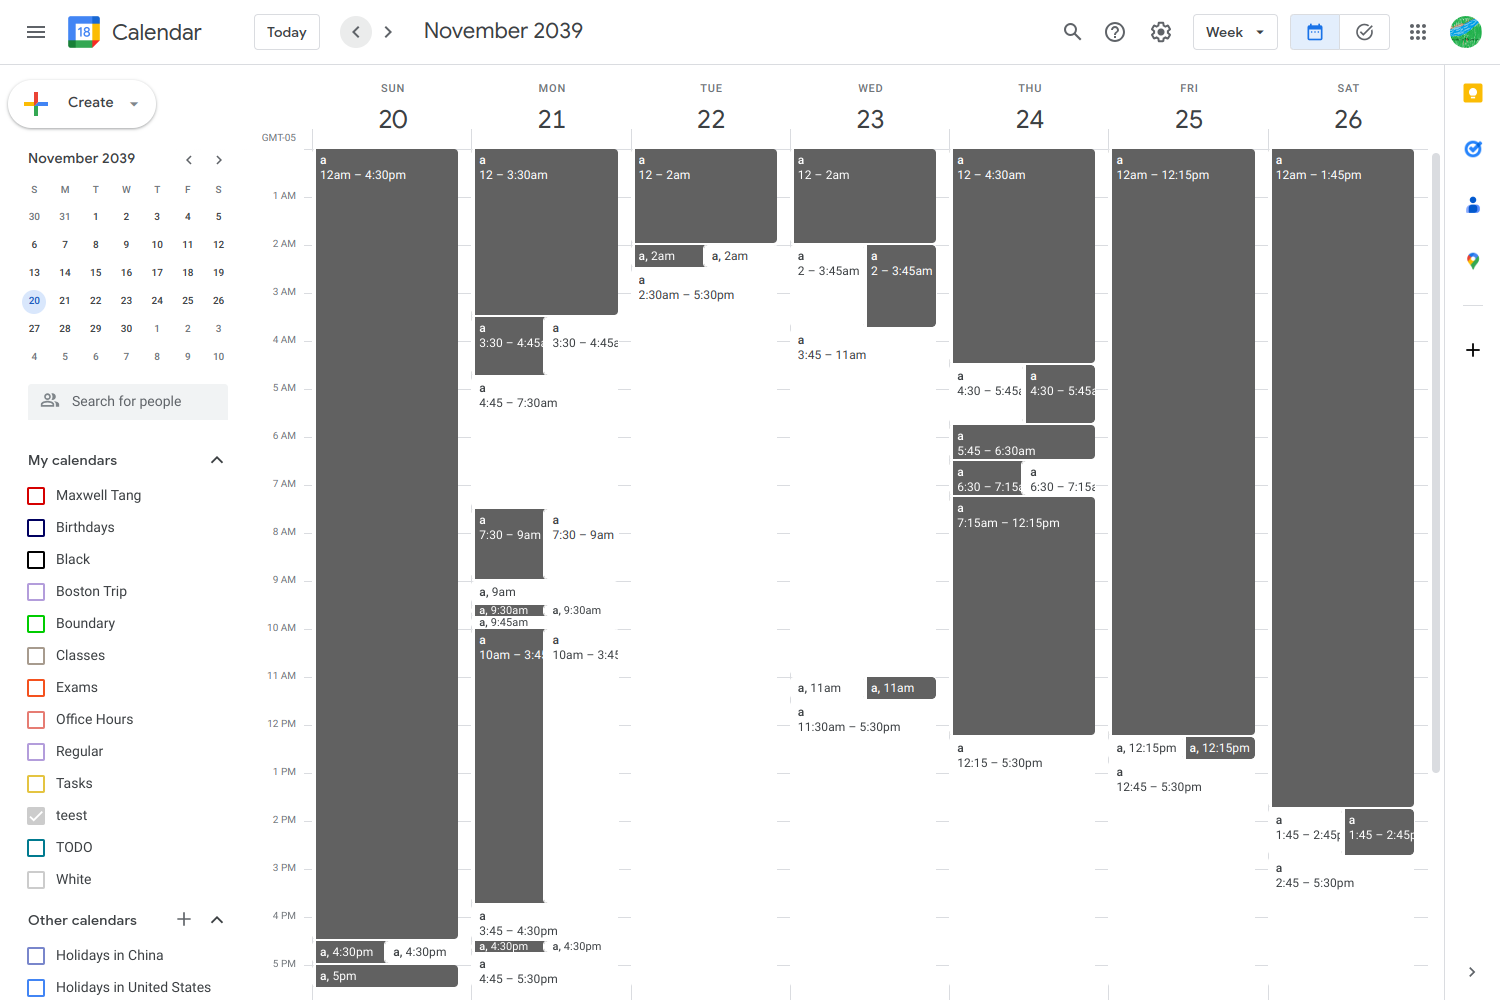 18 Calendar Today November 2039 Week
Create
November 2039
S M T W T F S
30 31 1 2 3 4 5
6 7 8 9 10 11 12
13 14 15 16 17 18 19
20 21 22 23 24 25 26
27 28 29 30 1 2 3
4 5 6 7 8 9 10
Search for people
My calendars
Maxwell Tang
Birthdays
Black
Boston Trip
Boundary
Classes
Exams
Office Hours
Regular
Tasks
teest
TODO
White
Other calendars
Holidays in China
Holidays in United States
GMT-05
1 AM
2 AM
3 AM
4 AM
5 AM
6 AM
7 AM
8 AM
9 AM
10 AM
11 AM
12 PM
1 PM
2 PM
3 PM
4 PM
5 PM
SUN
20
a
12am – 4:30pm
a, 4:30pm
a, 4:30pm
a, 5pm
MON
21
a
12 – 3:30am
a
3:30 – 4:45a
a
3:30 – 4:45a
a
4:45 – 7:30am
a
7:30 – 9am
a
7:30 – 9am
a, 9am
a, 9:30am
a, 9:30am
a, 9:45am
a
10am – 3:45
a
10am – 3:45
a
3:45 – 4:30pm
a, 4:30pm
a, 4:30pm
a
4:45 – 5:30pm
TUE
22
a
12 – 2am
a, 2am
a, 2am
a
2:30am – 5:30pm
WED
23
a
12 – 2am
a
2 – 3:45am
a
2 – 3:45am
a
3:45 – 11am
a, 11am
a, 11am
a
11:30am – 5:30pm
THU
24
a
12 – 4:30am
a
4:30 – 5:45a
a
4:30 – 5:45a
a
5:45 – 6:30am
a
6:30 – 7:15a
a
6:30 – 7:15a
a
7:15am – 12:15pm
a
12:15 – 5:30pm
FRI
25
a
12am – 12:15pm
a, 12:15pm
a, 12:15pm
a
12:45 – 5:30pm
SAT
26
a
12am – 1:45pm
a
1:45 – 2:45p
a
1:45 – 2:45p
a
2:45 – 5:30pm